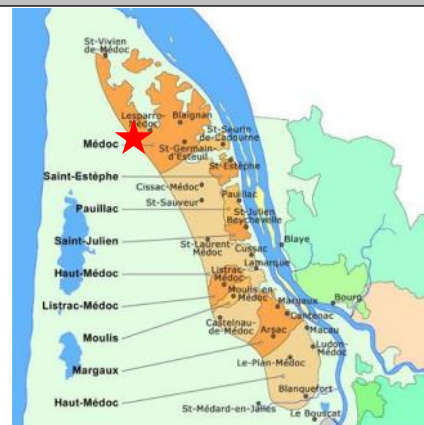 St-Vivien
de-Médoc
Lesparre-
Médoc
Blaignan
Médoc
St-Germain-
d'Esteuil
St-Seurin
de-Cadourne
St-Estèphe
Saint-Estèphe
Cissac-Médoc
St-Sauveur
Pauillac
Pauillac
St-Julien
Beychevelle
Saint-Julien
St-Laurent-
Médoc
Cussac
Blaye
Lamarque
Haut-Médoc
Listrac-
Médoc
Moulis-en
Médoc
Listrac-Médoc
Margaux
Cantenac
Bourg
Moulis
Castelnau-
de-Médoc
Arsac
Macau
Ludon-
Médoc
Margaux
Le-Pian-Médoc
Haut-Médoc
Blanquefort
St-Médard-en-Jalles
Le Bouscat